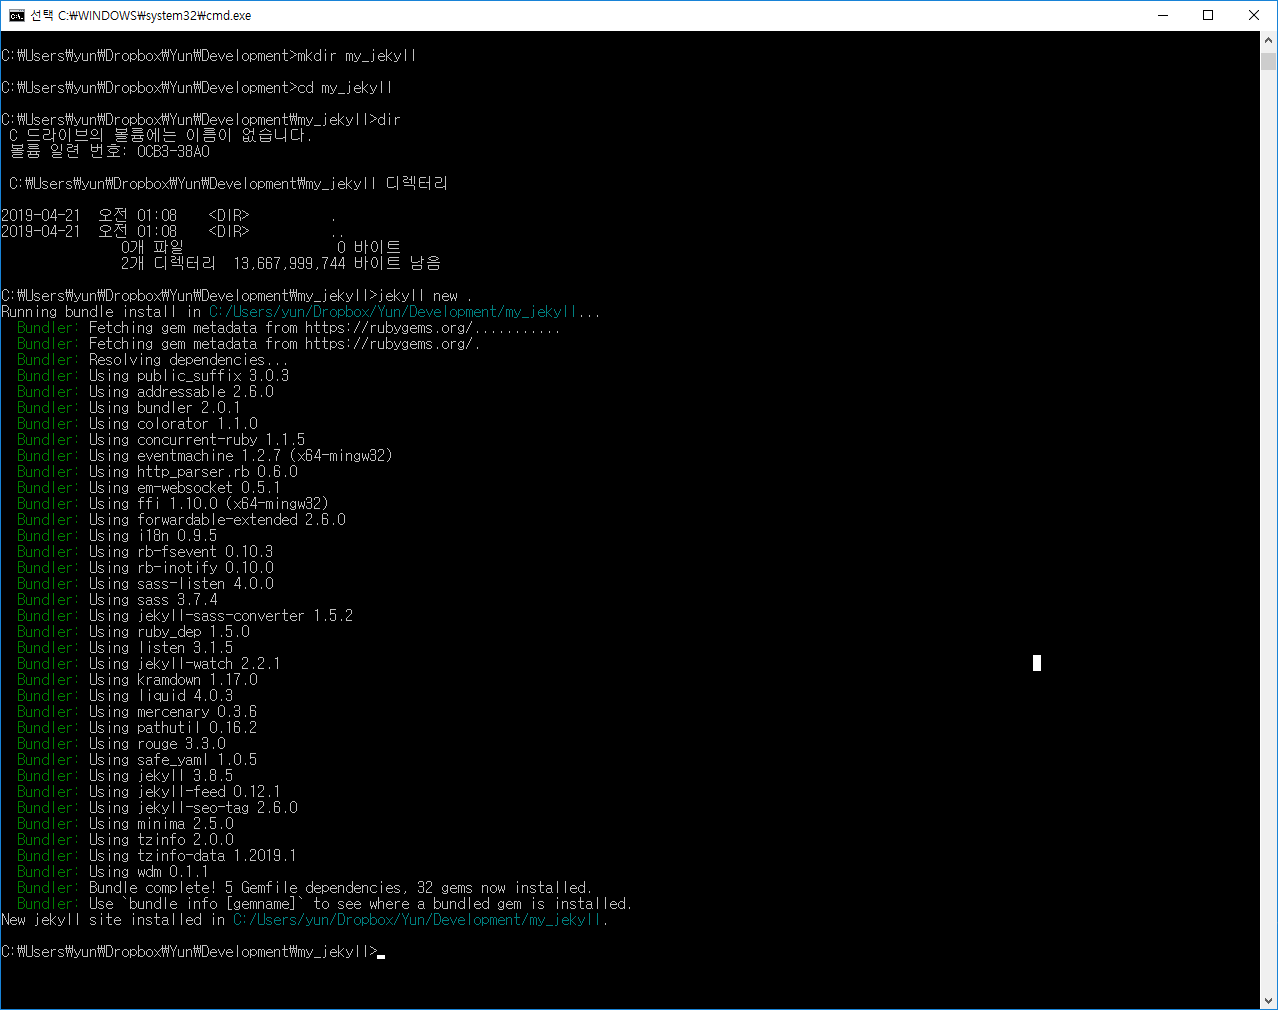 선택 C:₩WINDOWS₩system32₩cmd.exe
C:₩Users₩yun₩Dropbox₩Yun₩Development>mkdir my_jekyll
C:₩Users₩yun₩Dropbox₩Yun₩Development>cd my_jekyll
C:₩Users₩yun₩Dropbox₩Yun₩Development₩my_jekyll>dir
C 드라이브의 볼륨에는 이름이 없습니다.
볼륨 일련 번호: 0CB3-38A0
C:₩Users₩yun₩Dropbox₩Yun₩Development₩my_jekyll 디렉터리
2019-04-21 오전 01:08 <DIR> .
2019-04-21 오전 01:08 <DIR> ..
0개 파일 0 바이트
2개 디렉터리 13,667,999,744 바이트 남음
C:₩Users₩yun₩Dropbox₩Yun₩Development₩my_jekyll>jekyll new .
Running bundle install in C:/Users/yun/Dropbox/Yun/Development/my_jekyll...
Bundler: Fetching gem metadata from https://rubygems.org/...........
Bundler: Fetching gem metadata from https://rubygems.org/.
Bundler: Resolving dependencies...
Bundler: Using public_suffix 3.0.3
Bundler: Using addressable 2.6.0
Bundler: Using bundler 2.0.1
Bundler: Using colorator 1.1.0
Bundler: Using concurrent-ruby 1.1.5
Bundler: Using eventmachine 1.2.7 (x64-mingw32)
Bundler: Using http_parser.rb 0.6.0
Bundler: Using em-websocket 0.5.1
Bundler: Using ffi 1.10.0 (x64-mingw32)
Bundler: Using forwardable-extended 2.6.0
Bundler: Using i18n 0.9.5
Bundler: Using rb-fsevent 0.10.3
Bundler: Using rb-inotify 0.10.0
Bundler: Using sass-listen 4.0.0
Bundler: Using sass 3.7.4
Bundler: Using jekyll-sass-converter 1.5.2
Bundler: Using ruby_dep 1.5.0
Bundler: Using listen 3.1.5
Bundler: Using jekyll-watch 2.2.1
Bundler: Using kramdown 1.17.0
Bundler: Using liquid 4.0.3
Bundler: Using mercenary 0.3.6
Bundler: Using pathutil 0.16.2
Bundler: Using rouge 3.3.0
Bundler: Using safe_yaml 1.0.5
Bundler: Using jekyll 3.8.5
Bundler: Using jekyll-feed 0.12.1
Bundler: Using jekyll-seo-tag 2.6.0
Bundler: Using minima 2.5.0
Bundler: Using tzinfo 2.0.0
Bundler: Using tzinfo-data 1.2019.1
Bundler: Using wdm 0.1.1
Bundler: Bundle complete! 5 Gemfile dependencies, 32 gems now installed.
Bundler: Use `bundle info [gemname]` to see where a bundled gem is installed.
New jekyll site installed in C:/Users/yun/Dropbox/Yun/Development/my_jekyll.
C:₩Users₩yun₩Dropbox₩Yun₩Development₩my_jekyll>